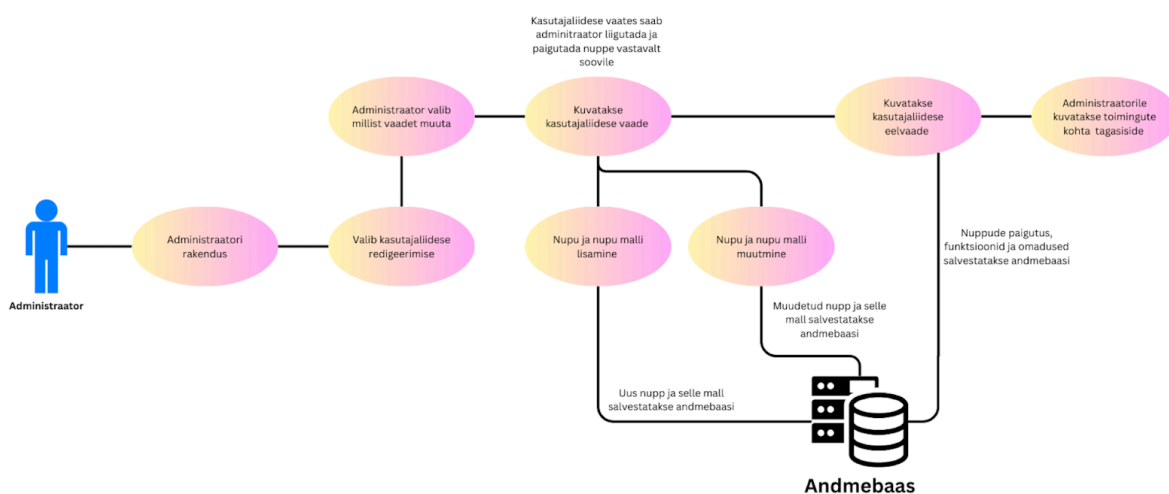 Kasutajaliidese vaates saab
adminitraator liigutada ja
paigutada nuppe vastavalt
soovile
Administraator valib
millist vaadet muuta
Kuvatakse
kasutajaliidese vaade
Kuvatakse
kasutajaliidese
eelvaade
Administraatorile
kuvatakse toimingute
kohta tagasiside
Administraatori
rakendus
Valib kasutajaliidese
redigeerimise
Nupu ja nupu malli
lisamine
Nupu ja nupu malli
muutmine
Nuppude paigutus,
funktsioonid ja omadused
salvestatakse andmebaasi
Administraator
Muudetud nupp ja selle
mall salvestatakse
andmebaasi
Uus nupp ja selle mall
salvestatakse andmebaasi
Andmebaas